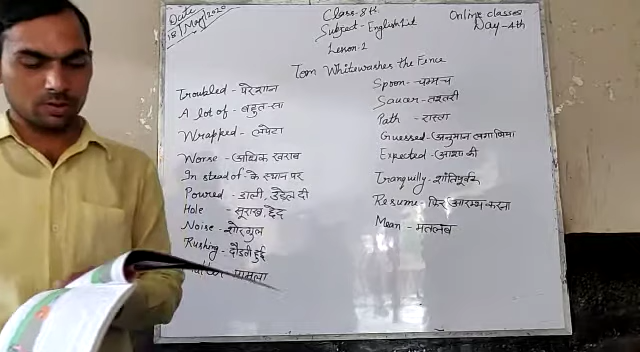 Date
18/May/2020
Class-8th
Subject-English Lit
Lesson-2
Online classes
Day-4th
Tom Whitewashes the Fence
Troubled - परेशान
A lot of - बहुत-सा
Wrapped - लपेटा
Worse - अधिक खराब
In stead of - के स्थान पर
Poured - डाली, उडेल दी
Hole - सूराख, छेद
Noise - शोरगुल
Rushing - दौडती हुई
मामला
Spoon - चम्मच
Saucer - तश्तरी
Path - रास्ता
Guessed - अनुमान लगा लिया
Expected - आशा की
Tranquilly - शांतिपूर्वक
Resume - फिर आरम्भ करना
Mean - मतलब